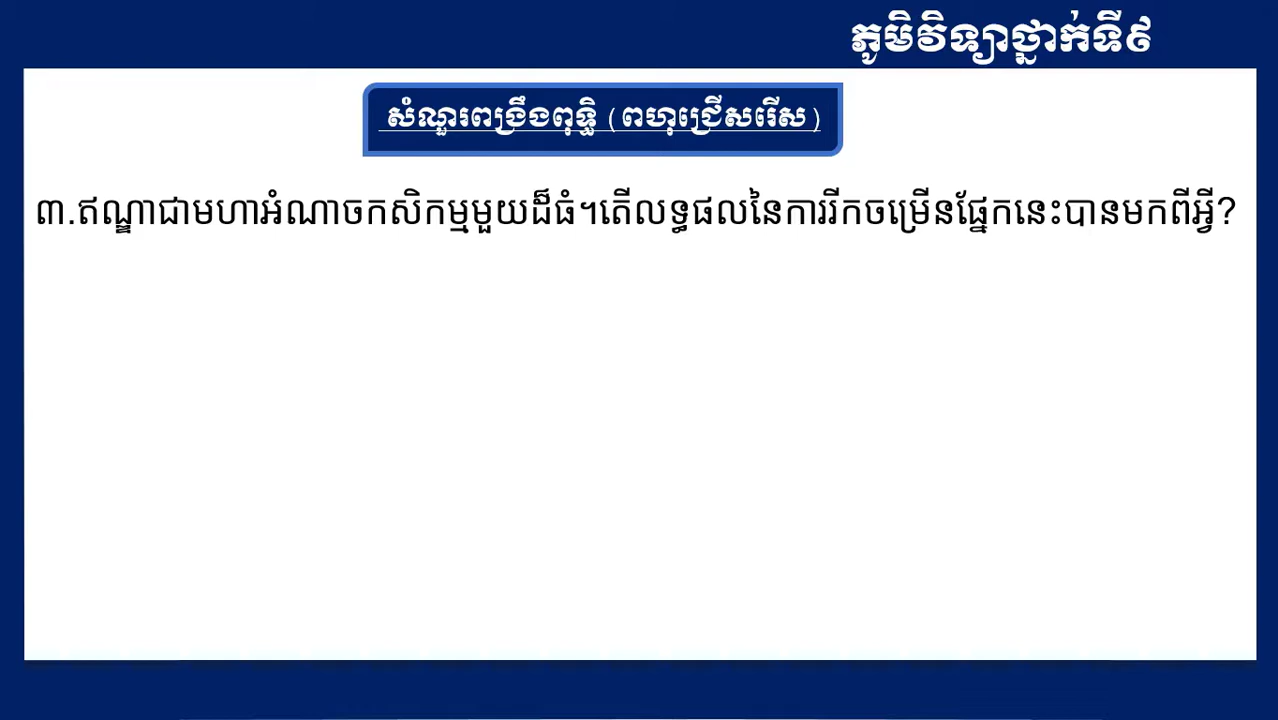 ភូមិវិទ្យាថ្នាក់ទី៩
សំណួរពង្រឹងពុទ្ធិ (ពហុជ្រើសរើស)
៣.ឥណ្ឌាជាមហាអំណាចកសិកម្មមួយដ៏ធំ។តើលទ្ធផលនៃការរីកចម្រើនផ្នែកនេះបានមកពីអ្វី?